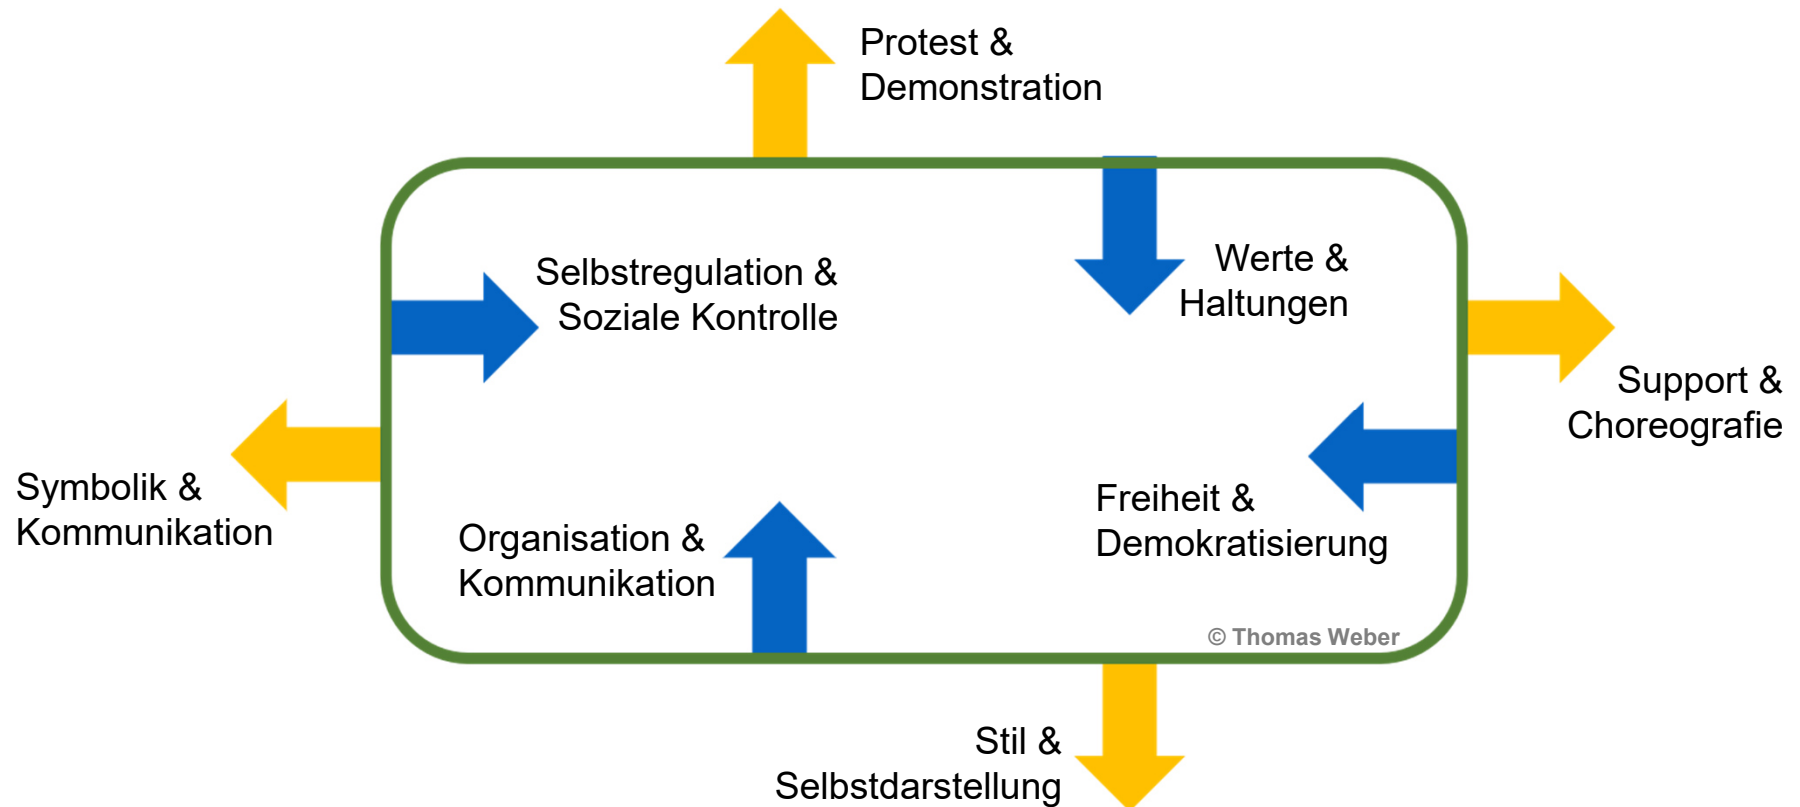 Protest &
Demonstration
Selbstregulation &
Soziale Kontrolle
Werte &
Haltungen
Support &
Choreografie
Symbolik &
Kommunikation
Organisation &
Kommunikation
Freiheit &
Demokratisierung
© Thomas Weber
Stil &
Selbstdarstellung